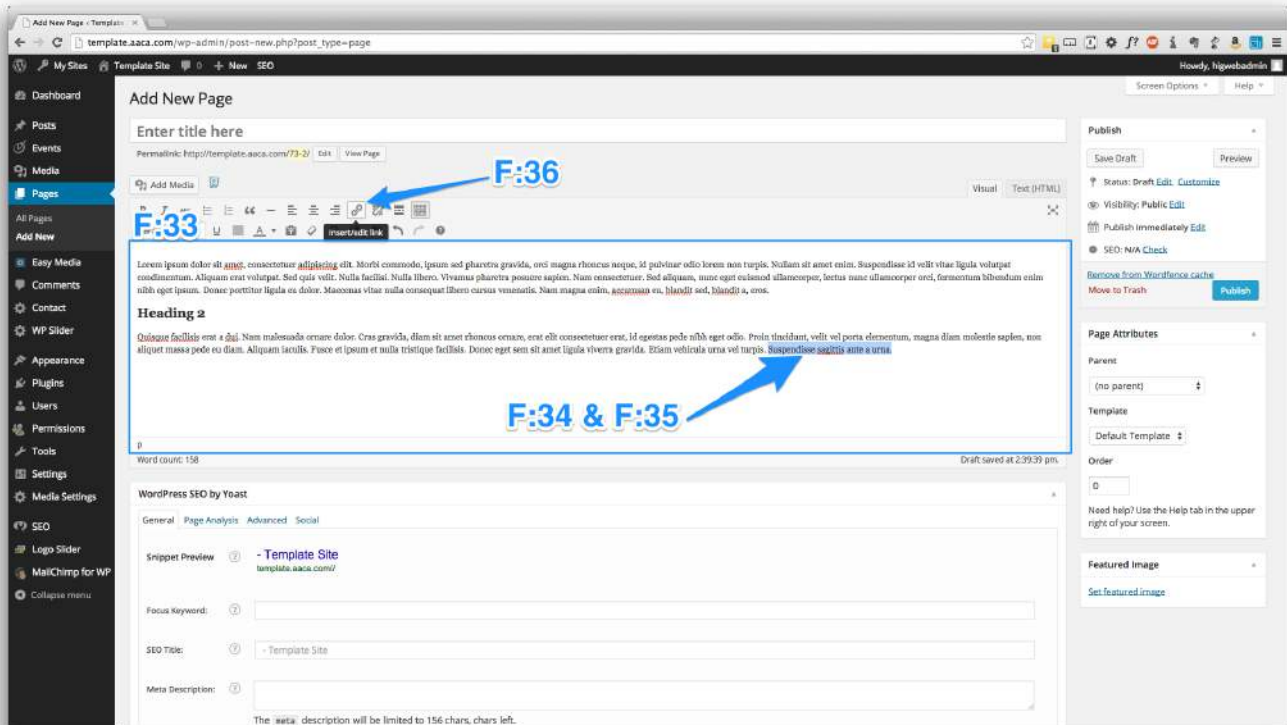 Add New Page ‹ Template
template.aaca.com/wp-admin/post-new.php?post_type=page
My Sites Template Site 0 + New SEO Howdy, higwebadmin
Screen Options Help
Dashboard
Posts
Events
Media
Pages
All Pages
Add New
Easy Media
Comments
Contact
WP Slider
Appearance
Plugins
Users
Permissions
Tools
Settings
Media Settings
SEO
Logo Slider
MailChimp for WP
Collapse menu
Add New Page
Enter title here
Permalink: http://template.aaca.com/73-2/ Edit View Page
Add Media
Visual Text (HTML)
F:36
F:33
Insert/edit link
Lorem ipsum dolor sit amet, consectetuer adipiscing elit. Morbi commodo, ipsum sed pharetra gravida, orci magna rhoncus neque, id pulvinar odio lorem non turpis. Nullam sit amet enim. Suspendisse id velit vitae ligula volutpat
condimentum. Aliquam erat volutpat. Sed quis velit. Nulla facilisi. Nulla libero. Vivamus pharetra posuere sapien. Nam consectetuer. Sed aliquam, nunc eget euismod ullamcorper, lectus nunc ullamcorper orci, fermentum bibendum enim
nibh eget ipsum. Donec porttitor ligula eu dolor. Maecenas vitae nulla consequat libero cursus venenatis. Nam magna enim, accumsan eu, blandit sed, blandit a, eros.
Heading 2
Quisque facilisis erat a dui. Nam malesuada ornare dolor. Cras gravida, diam sit amet rhoncus ornare, erat elit consectetuer erat, id egestas pede nibh eget odio. Proin tincidunt, velit vel porta elementum, magna diam molestie sapien, non
aliquet massa pede eu diam. Aliquam iaculis. Fusce et ipsum et nulla tristique facilisis. Donec eget sem sit amet ligula viverra gravida. Etiam vehicula urna vel turpis. Suspendisse sagittis ante a urna.
F:34 & F:35
p
Word count: 158 Draft saved at 2:39:39 pm.
WordPress SEO by Yoast
General Page Analysis Advanced Social
Snippet Preview - Template Site
template.aaca.com//
Focus Keyword:
SEO Title: - Template Site
Meta Description:
The meta description will be limited to 156 chars, chars left.
Publish
Save Draft Preview
Status: Draft Edit Customize
Visibility: Public Edit
Publish immediately Edit
SEO: N/A Check
Remove from Wordfence cache
Move to Trash Publish
Page Attributes
Parent
(no parent)
Template
Default Template
Order
0
Need help? Use the Help tab in the upper
right of your screen.
Featured Image
Set featured image